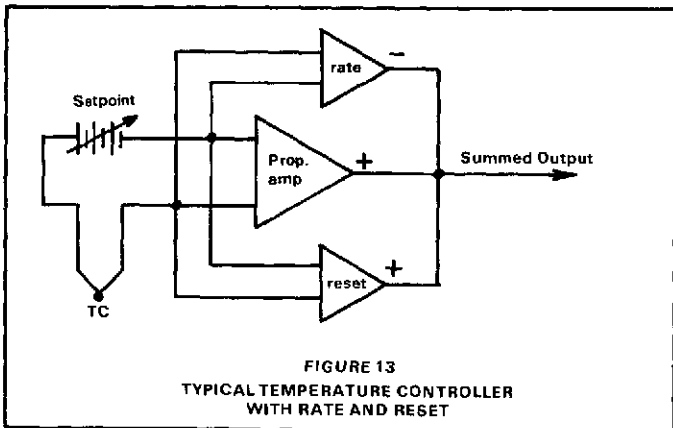 rate
−
Setpoint
Prop.
amp
+
Summed Output
reset
+
TC
FIGURE 13
TYPICAL TEMPERATURE CONTROLLER
WITH RATE AND RESET